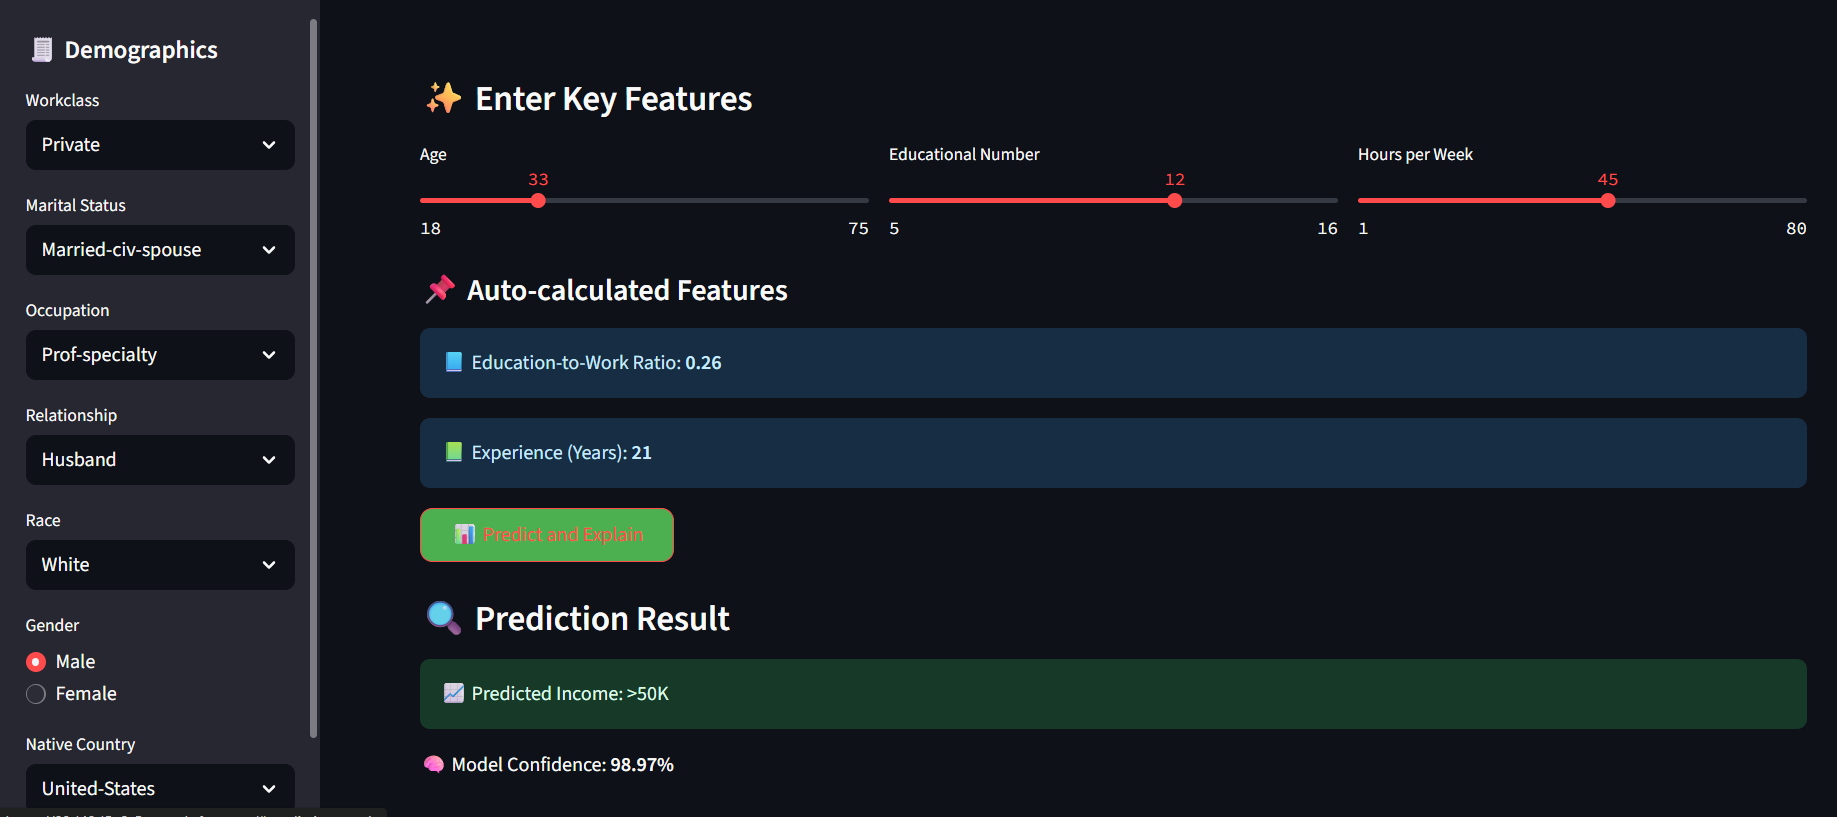 Demographics
Workclass
Private
Marital Status
Married-civ-spouse
Occupation
Prof-specialty
Relationship
Husband
Race
White
Gender
Male
Female
Native Country
United-States
Enter Key Features
Age
33
18 75
Educational Number
12
5 16
Hours per Week
45
1 80
Auto-calculated Features
Education-to-Work Ratio: 0.26
Experience (Years): 21
Predict and Explain
Prediction Result
Predicted Income: >50K
Model Confidence: 98.97%